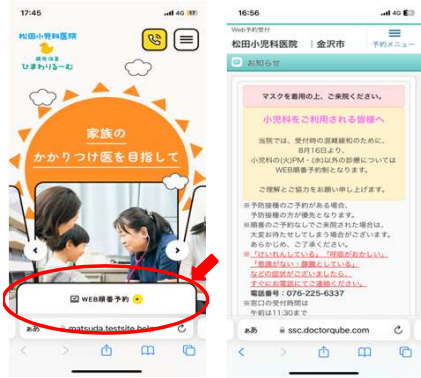 17:45
4G
松田小児科医院
病児保育
ひまわりるーむ
家族の
かかりつけ医を目指して
WEB順番予約
ああ
matsuda.testsite.help
16:56
4G
Web予約受付
松田小児科医院 | 金沢市
予約メニュー
お知らせ
マスクを着用の上、ご来院ください。
小児科をご利用される皆様へ
当院では、受付時の混雑緩和のために、
8月16日より、
小児科の(火)PM・(水)以外の診療については
WEB順番予約制となります。
ご理解とご協力をお願い申し上げます。
※予防接種のご予約がある場合、
予防接種の方が優先となります。
※順番のご予約なしでご来院された場合は、
大変お待たせしてしまう場合がございます。
あらかじめ、ご了承ください。
※「けいれんしている」「呼吸がおかしい」
「意識がない・朦朧としている」
などの症状がございましたら、
すぐにお電話にてご連絡ください。
電話番号：076-225-6337
※窓口の受付時間は
午前は11:30まで
ああ
ssc.doctorqube.com